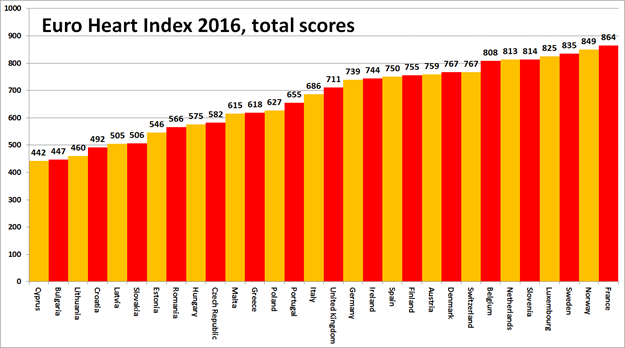 Euro Heart Index 2016, total scores
1000
900
800
700
600
500
400
300
200
100
0
442
447
460
492
505
506
546
566
575
582
615
618
627
655
686
711
739
744
750
755
759
767
767
808
813
814
825
835
849
864
Cyprus
Bulgaria
Lithuania
Croatia
Latvia
Slovakia
Estonia
Romania
Hungary
Czech Republic
Malta
Greece
Poland
Portugal
Italy
United Kingdom
Germany
Ireland
Spain
Finland
Austria
Denmark
Switzerland
Belgium
Netherlands
Slovenia
Luxembourg
Sweden
Norway
France